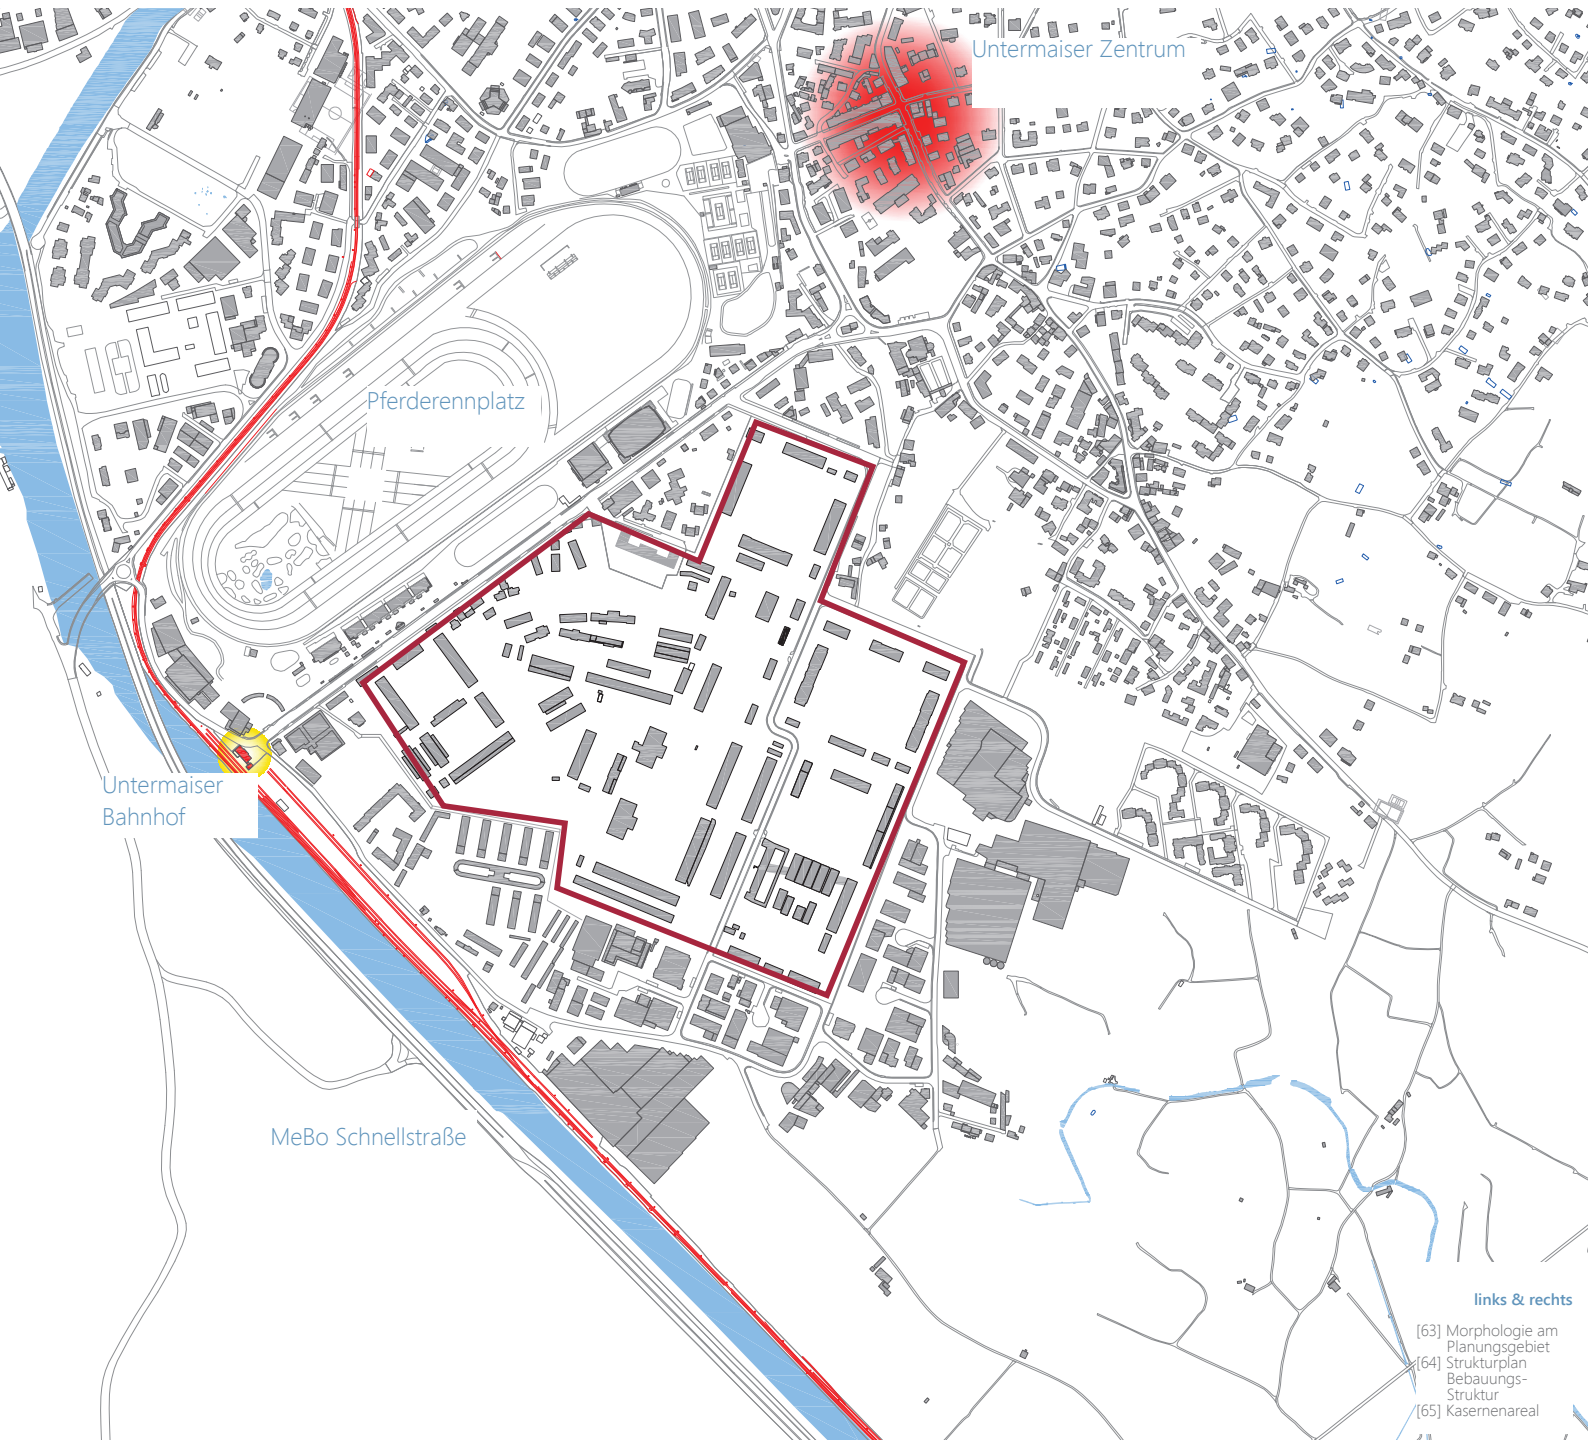 Untermaiser Zentrum
Pferderennplatz
Untermaiser
Bahnhof
MeBo Schnellstraße
links & rechts
[63] Morphologie am
Planungsgebiet
[64] Strukturplan
Bebauungs-
Struktur
[65] Kasernenareal